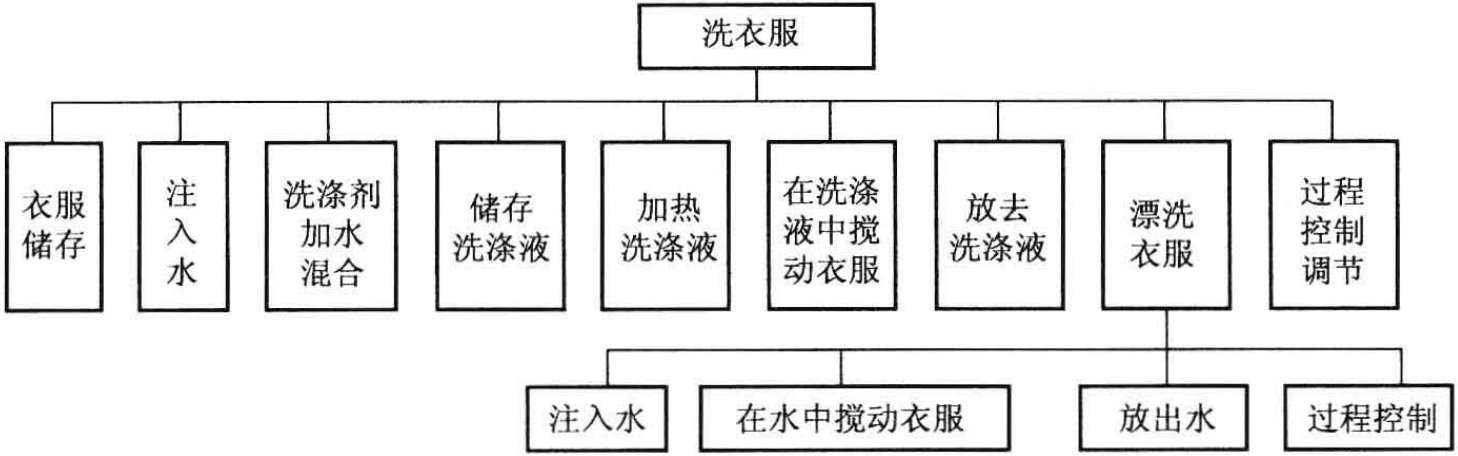 洗衣服
衣服
储存
注
入
水
洗涤剂
加水
混合
储存
洗涤液
加热
洗涤液
在洗涤
液中搅
动衣服
放去
洗涤液
漂洗
衣服
过程
控制
调节
注入水
在水中搅动衣服
放出水
过程控制